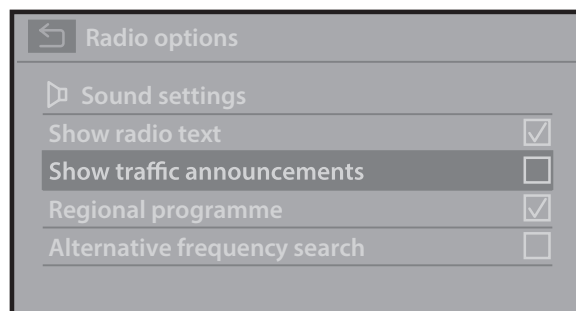 Radio options
Sound settings
Show radio text
Show traffic announcements
Regional programme
Alternative frequency search